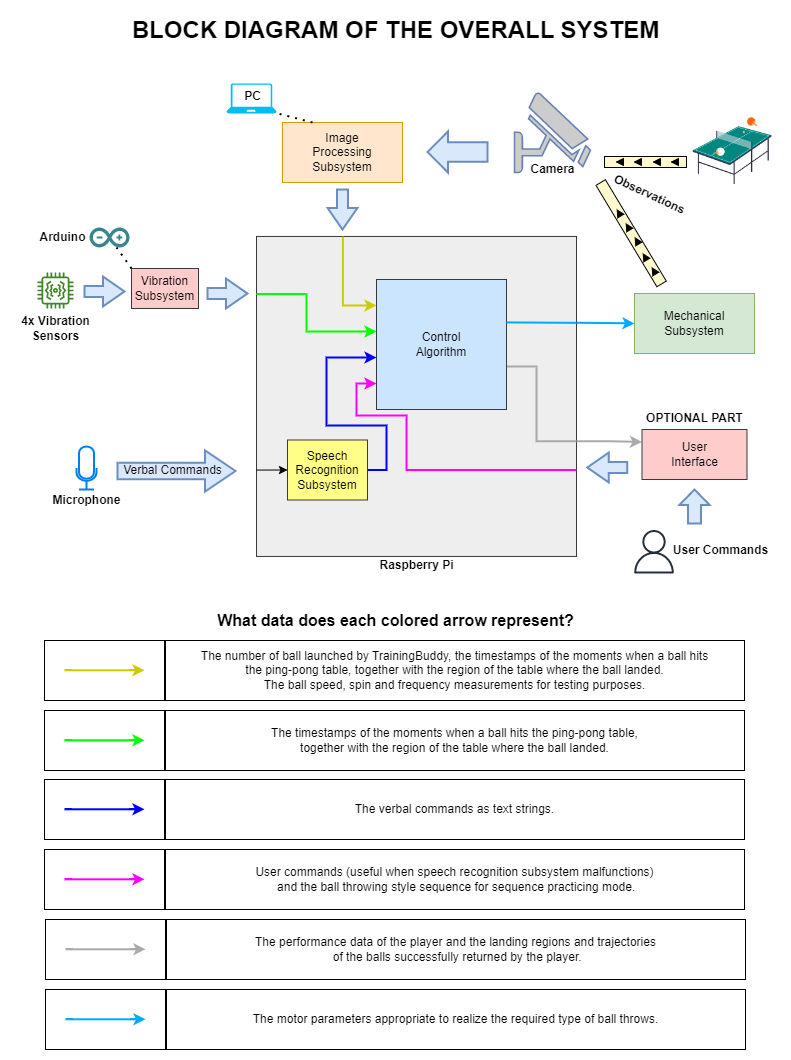 BLOCK DIAGRAM OF THE OVERALL SYSTEM
PC
Image
Processing
Subsystem
Camera
Observations
Arduino
Vibration
Subsystem
4x Vibration
Sensors
Control
Algorithm
Mechanical
Subsystem
OPTIONAL PART
User
Interface
Speech
Recognition
Subsystem
Verbal Commands
Microphone
User Commands
Raspberry Pi
What data does each colored arrow represent?
The number of ball launched by TrainingBuddy, the timestamps of the moments when a ball hits
the ping-pong table, together with the region of the table where the ball landed.
The ball speed, spin and frequency measurements for testing purposes.
The timestamps of the moments when a ball hits the ping-pong table,
together with the region of the table where the ball landed.
The verbal commands as text strings.
User commands (useful when speech recognition subsystem malfunctions)
and the ball throwing style sequence for sequence practicing mode.
The performance data of the player and the landing regions and trajectories
of the balls successfully returned by the player.
The motor parameters appropriate to realize the required type of ball throws.